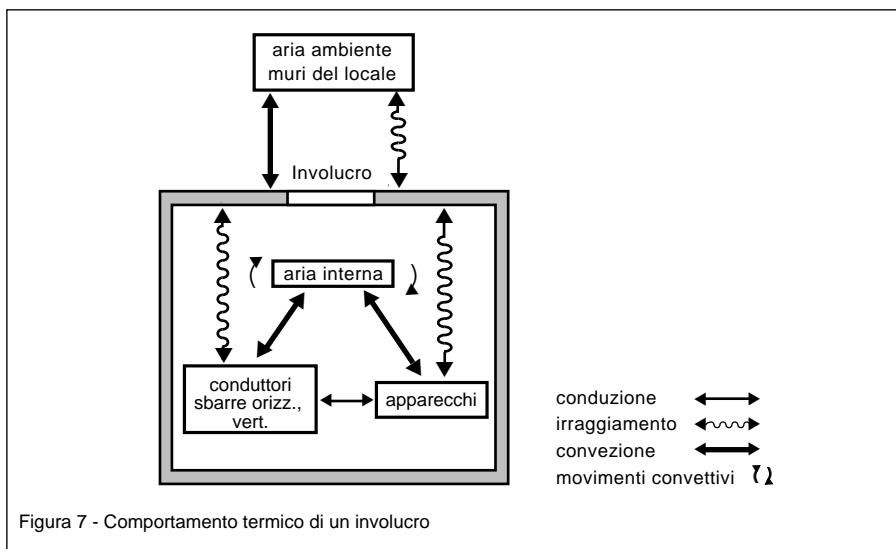 aria ambiente
muri del locale
Involucro
aria interna
conduttori
sbarre orizz.,
vert.
apparecchi
conduzione
irraggiamento
convezione
movimenti convettivi
Figura 7 - Comportamento termico di un involucro